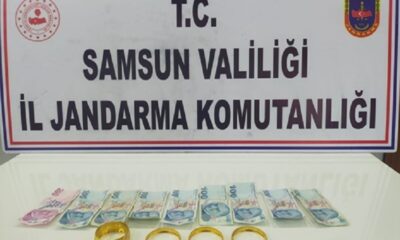 T.C.
SAMSUN VALİLİĞİ
İL JANDARMA KOMUTANLIĞI